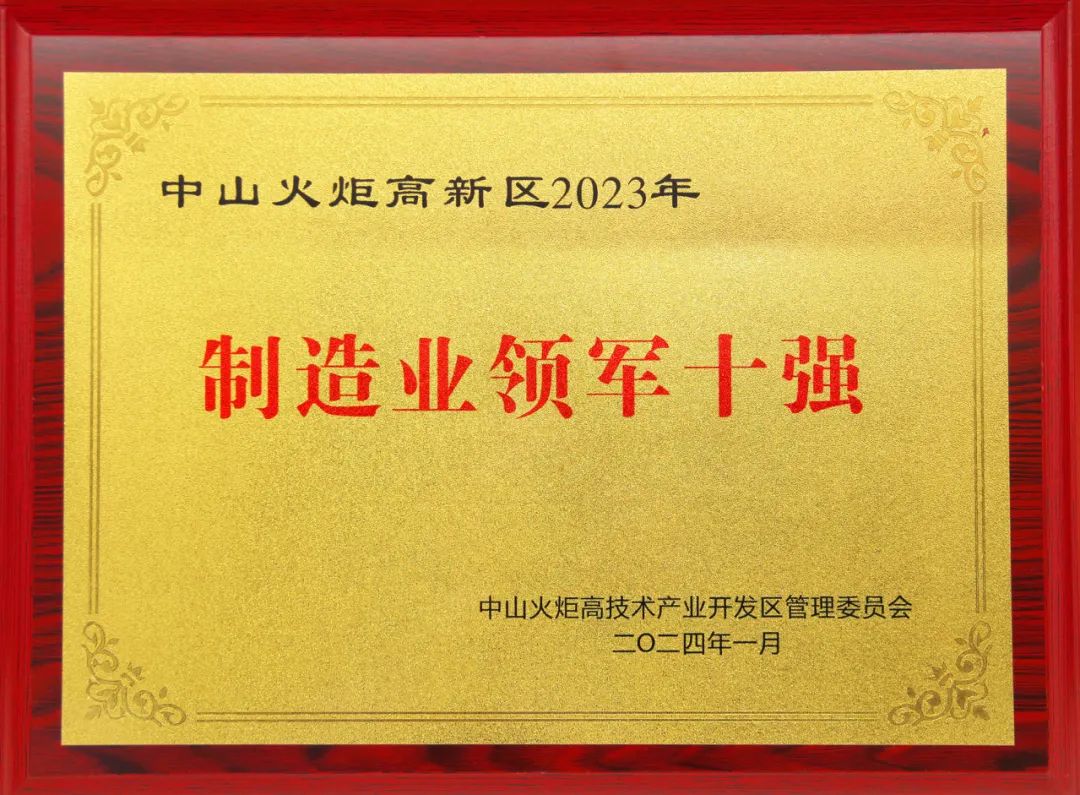 中山火炬高新区2023年
制造业领军十强
中山火炬高技术产业开发区管理委员会
二〇二四年一月